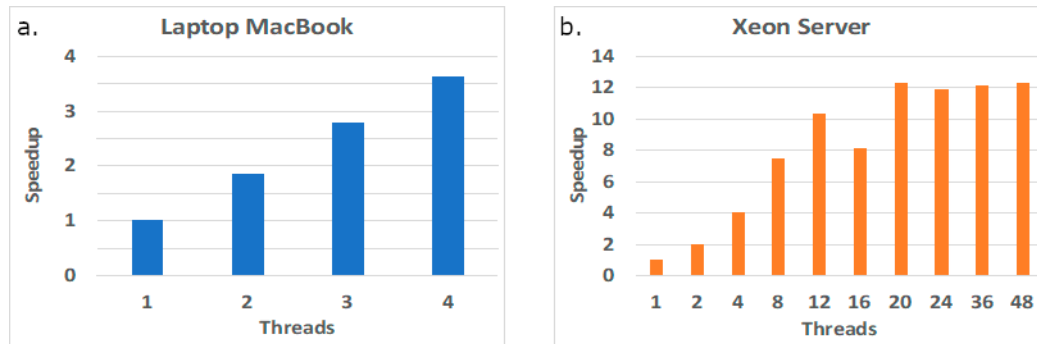 a.
Laptop MacBook
4
3
2
1
0
Speedup
1 2 3 4
Threads
b.
Xeon Server
14
12
10
8
6
4
2
0
Speedup
1 2 4 8 12 16 20 24 36 48
Threads